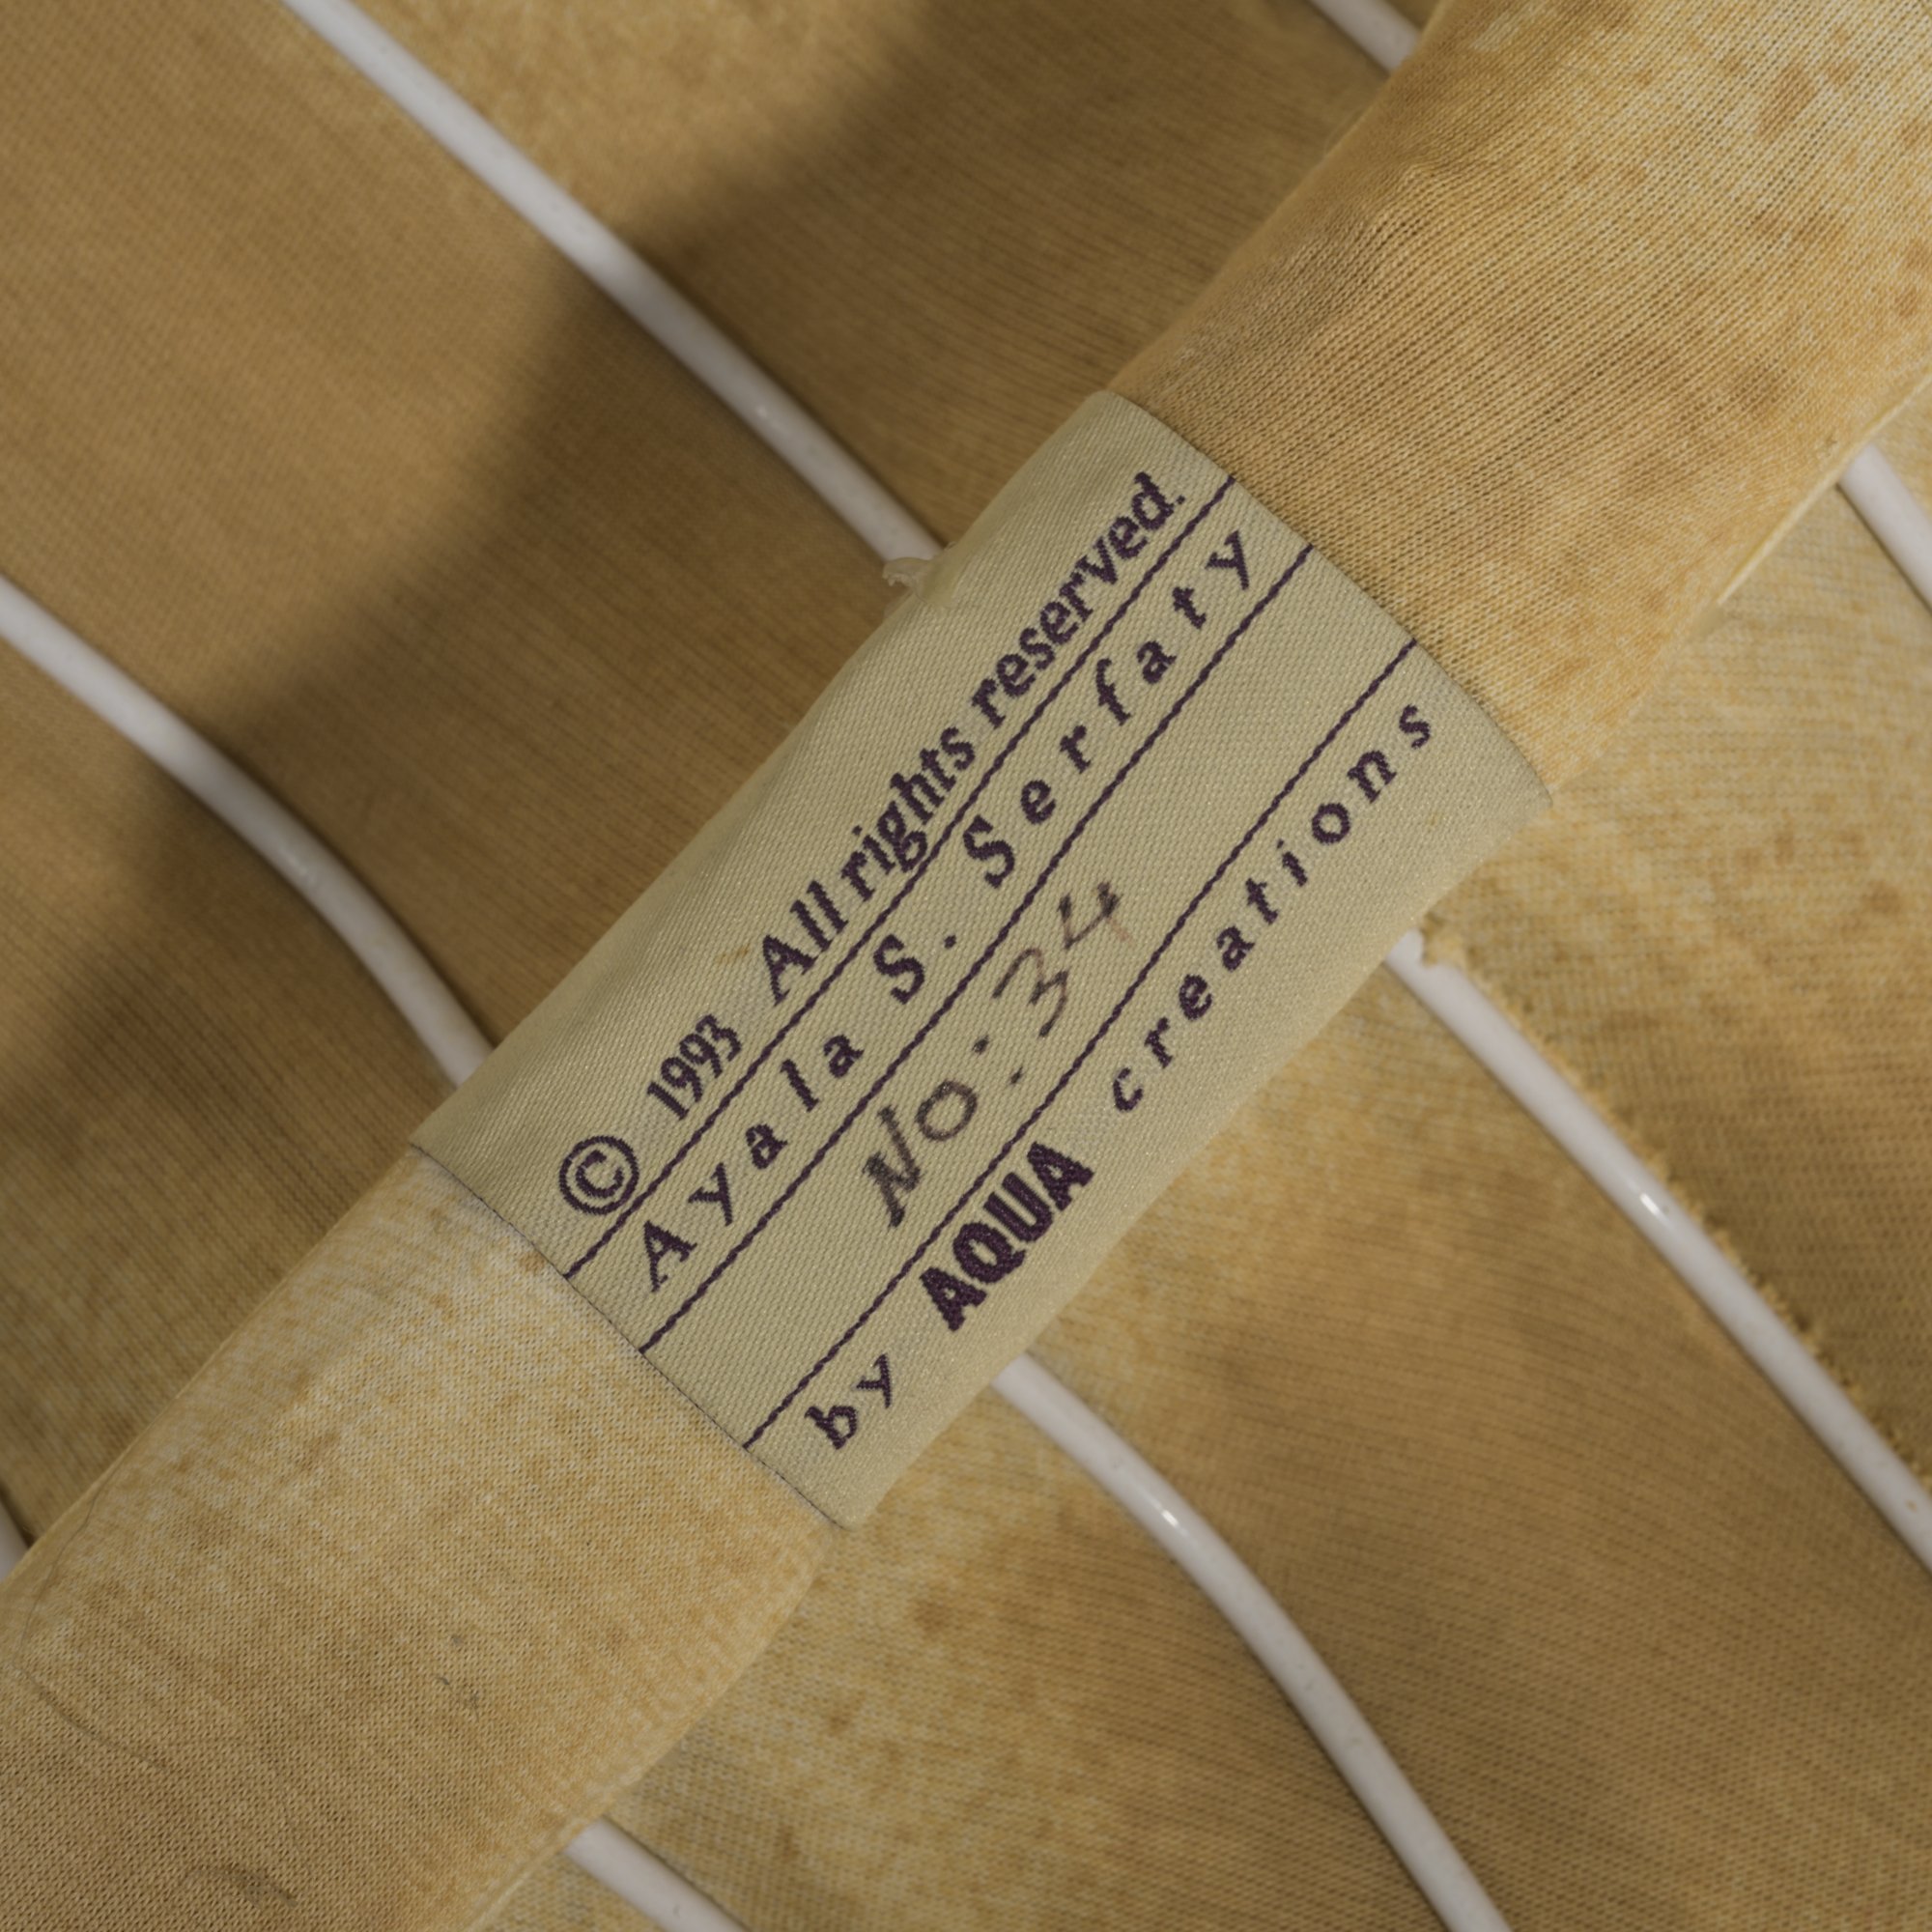 © 1993 All rights reserved.
Ayala S. Serfaty
No: 34
by AQUA creations